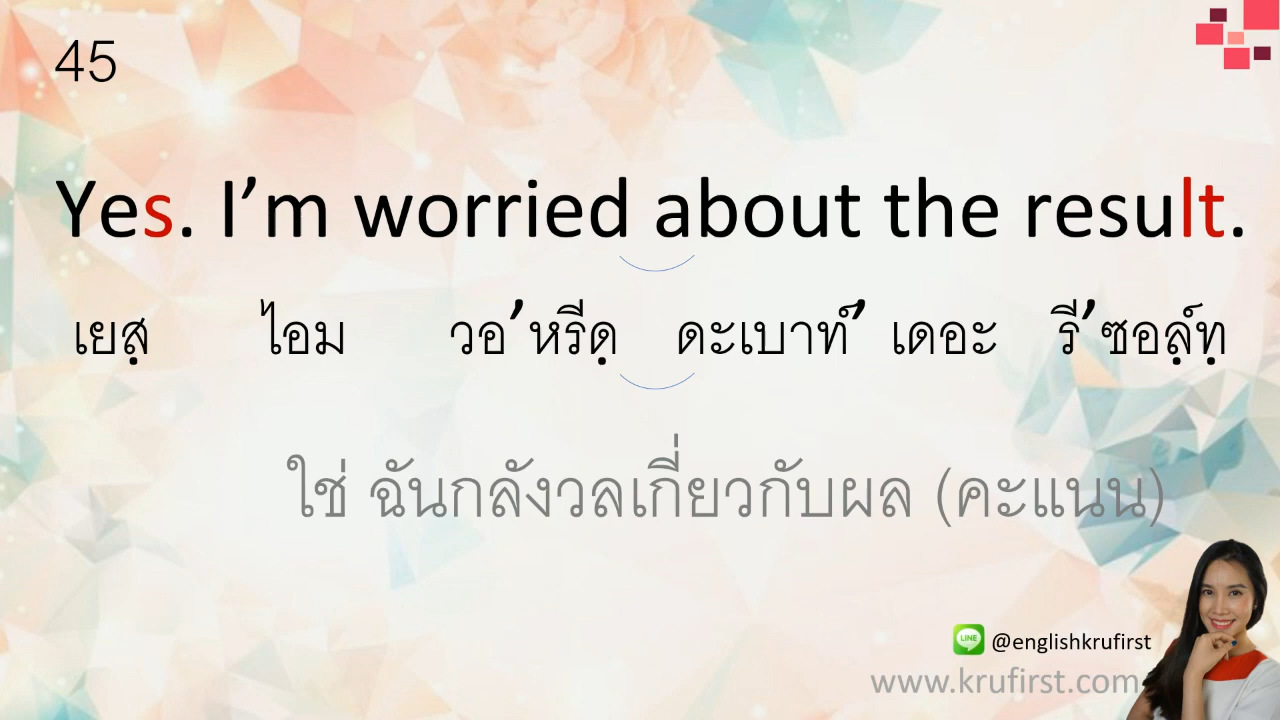 45
Yes. I’m worried about the result.
เยสฺ ไอม วอ’หรีดฺ ดะเบาท์’ เดอะ รี’ซอลฺ์ทฺ
ใช่ ฉันกลังวลเกี่ยวกับผล (คะแนน)
LINE @englishkrufirst
www.krufirst.com